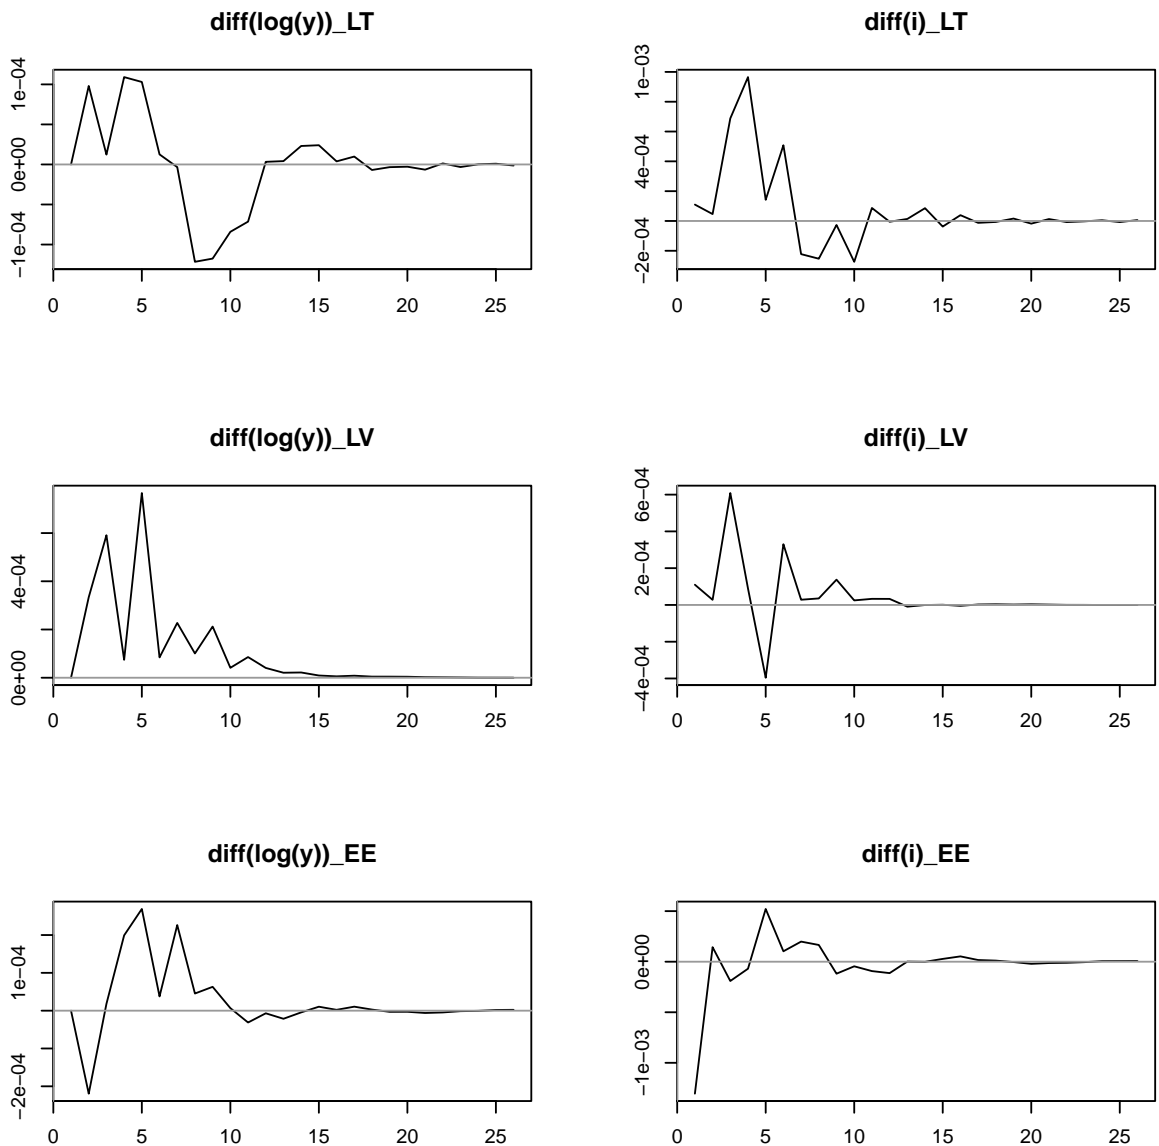 diff(log(y))_LT
1e−04
0e+00
−1e−04
0 5 10 15 20 25
diff(i)_LT
1e−03
4e−04
−2e−04
0 5 10 15 20 25
diff(log(y))_LV
4e−04
0e+00
0 5 10 15 20 25
diff(i)_LV
6e−04
2e−04
−4e−04
0 5 10 15 20 25
diff(log(y))_EE
1e−04
−2e−04
0 5 10 15 20 25
diff(i)_EE
0e+00
−1e−03
0 5 10 15 20 25